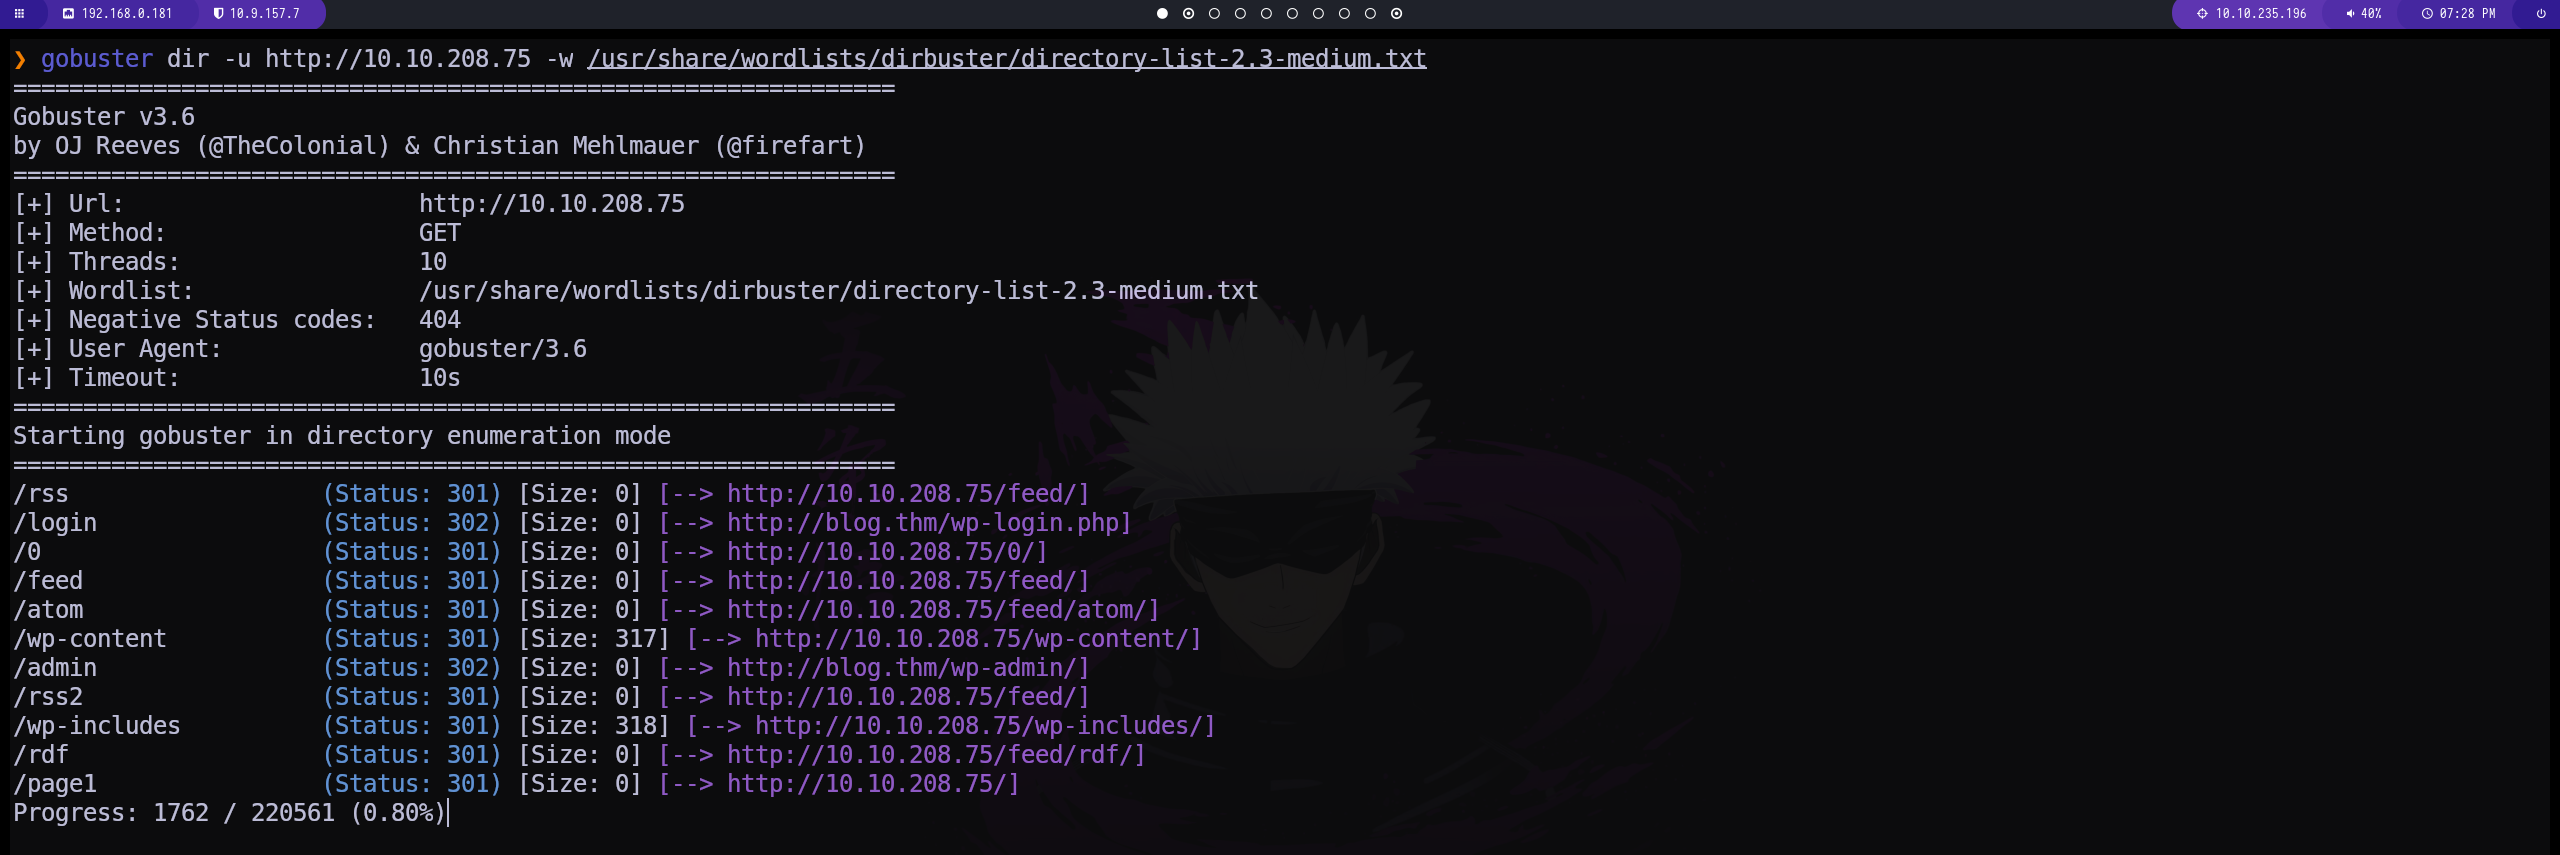 192.168.0.181 10.9.157.7 10.10.235.196 40% 07:28 PM
❯ gobuster dir -u http://10.10.208.75 -w /usr/share/wordlists/dirbuster/directory-list-2.3-medium.txt
===============================================================
Gobuster v3.6
by OJ Reeves (@TheColonial) & Christian Mehlmauer (@firefart)
===============================================================
[+] Url:                     http://10.10.208.75
[+] Method:                  GET
[+] Threads:                 10
[+] Wordlist:                /usr/share/wordlists/dirbuster/directory-list-2.3-medium.txt
[+] Negative Status codes:   404
[+] User Agent:              gobuster/3.6
[+] Timeout:                 10s
===============================================================
Starting gobuster in directory enumeration mode
===============================================================
/rss                  (Status: 301) [Size: 0] [--> http://10.10.208.75/feed/]
/login                (Status: 302) [Size: 0] [--> http://blog.thm/wp-login.php]
/0                    (Status: 301) [Size: 0] [--> http://10.10.208.75/0/]
/feed                 (Status: 301) [Size: 0] [--> http://10.10.208.75/feed/]
/atom                 (Status: 301) [Size: 0] [--> http://10.10.208.75/feed/atom/]
/wp-content           (Status: 301) [Size: 317] [--> http://10.10.208.75/wp-content/]
/admin                (Status: 302) [Size: 0] [--> http://blog.thm/wp-admin/]
/rss2                 (Status: 301) [Size: 0] [--> http://10.10.208.75/feed/]
/wp-includes          (Status: 301) [Size: 318] [--> http://10.10.208.75/wp-includes/]
/rdf                  (Status: 301) [Size: 0] [--> http://10.10.208.75/feed/rdf/]
/page1                (Status: 301) [Size: 0] [--> http://10.10.208.75/]
Progress: 1762 / 220561 (0.80%)